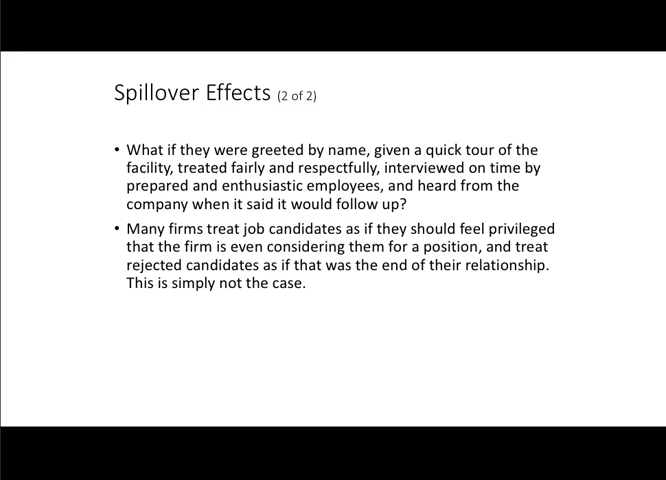 Spillover Effects (2 of 2)
• What if they were greeted by name, given a quick tour of the
facility, treated fairly and respectfully, interviewed on time by
prepared and enthusiastic employees, and heard from the
company when it said it would follow up?
• Many firms treat job candidates as if they should feel privileged
that the firm is even considering them for a position, and treat
rejected candidates as if that was the end of their relationship.
This is simply not the case.